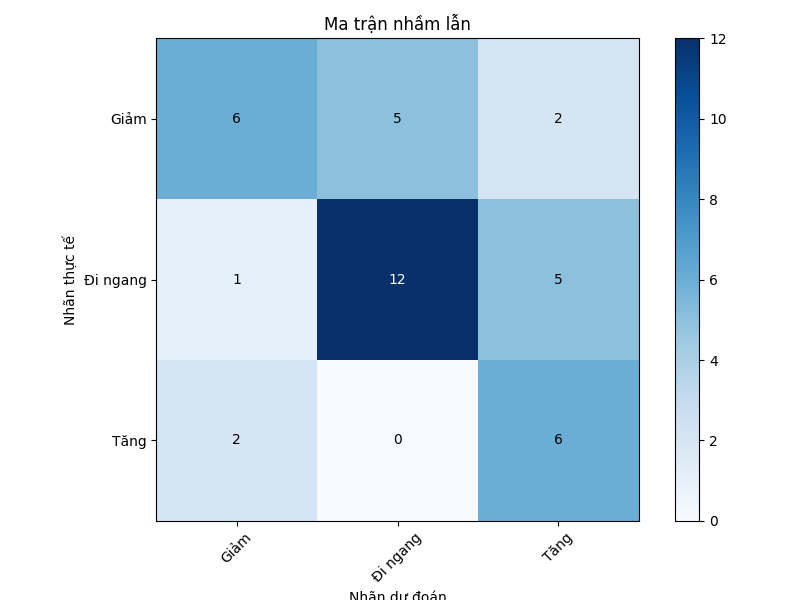 Ma trận nhầm lẫn
12
Giảm 6 5 2
10
8
Nhãn thực tế
Đi ngang 1 12 5
6
4
Tăng 2 0 6
2
0
Giảm Đi ngang Tăng
Nhãn dự đoán